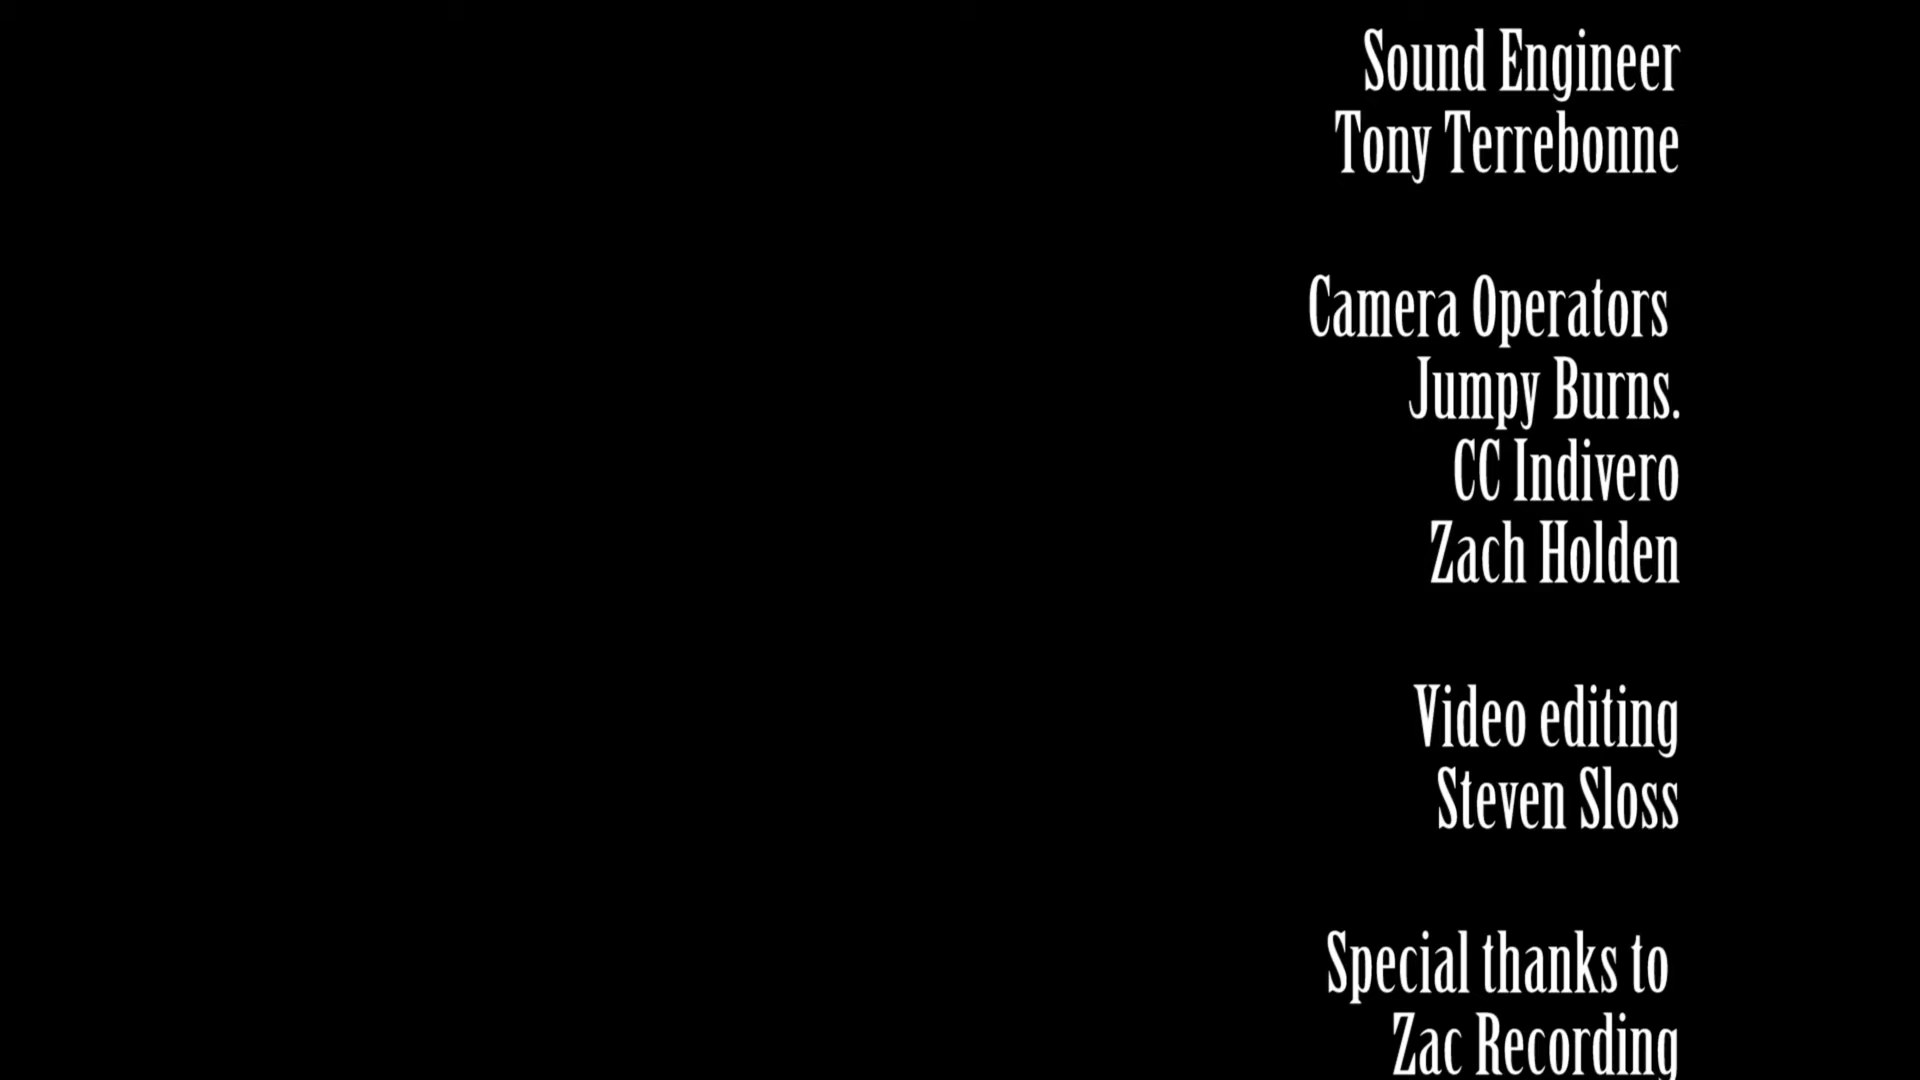 Sound Engineer
Tony Terrebonne
Camera Operators
Jumpy Burns.
CC Indivero
Zach Holden
Video editing
Steven Sloss
Special thanks to
Zac Recording